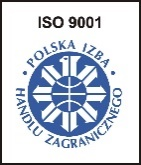 ISO 9001
• POLSKA IZBA •
HANDLU ZAGRANICZNEGO